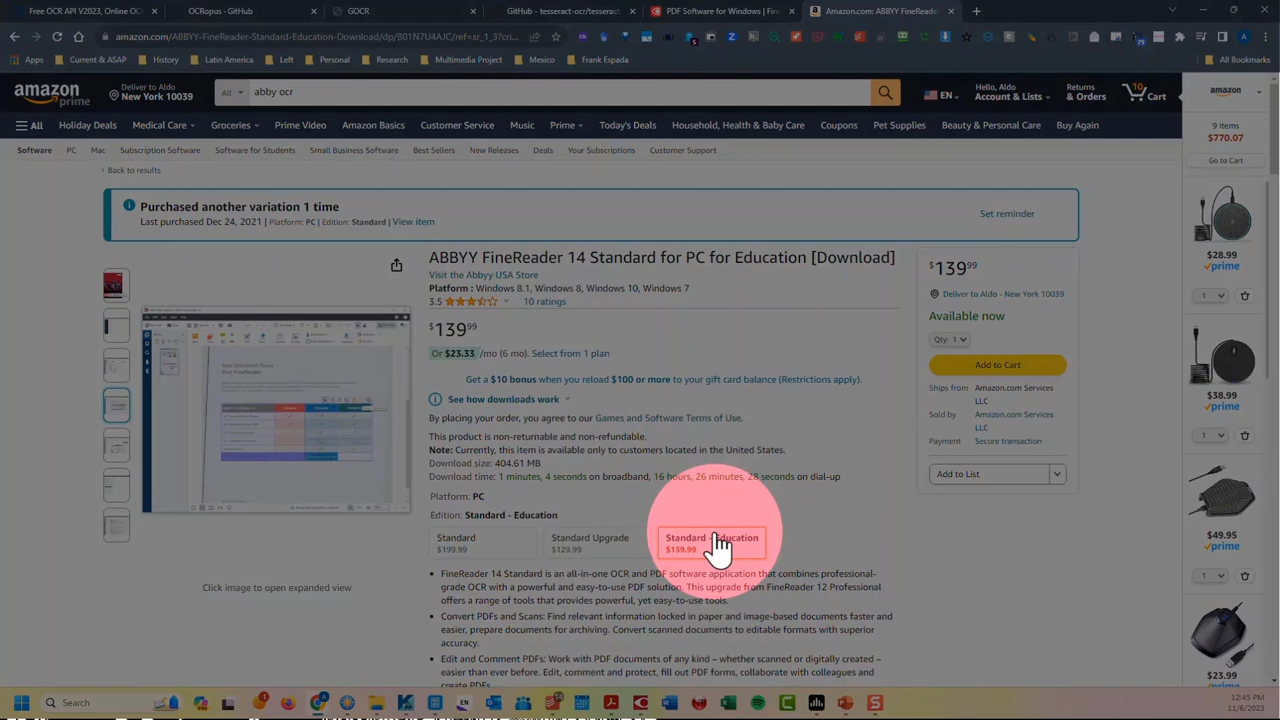 Free OCR API V2023, Online OC
OCRopus · GitHub
GOCR
GitHub - tesseract-ocr/tesserac
PDF Software for Windows | Fin
Amazon.com: ABBYY FineReade
amazon.com/ABBYY-FineReader-Standard-Education-Download/dp/B01N7U4AJC/ref=sr_1_3?cri...
Apps
Current & ASAP
History
Latin America
Left
Personal
Research
Multimedia Project
Mexico
Frank Espada
All Bookmarks
amazon prime
Deliver to Aldo
New York 10039
All
abby ocr
EN
Hello, Aldo
Account & Lists
Returns
& Orders
10
Cart
amazon
All
Holiday Deals
Medical Care
Groceries
Prime Video
Amazon Basics
Customer Service
Music
Prime
Today's Deals
Household, Health & Baby Care
Coupons
Pet Supplies
Beauty & Personal Care
Buy Again
9 items
$770.07
Go to Cart
Software
PC
Mac
Subscription Software
Software for Students
Small Business Software
Best Sellers
New Releases
Deals
Your Subscriptions
Customer Support
‹ Back to results
Purchased another variation 1 time
Last purchased Dec 24, 2021 | Platform: PC | Edition: Standard | View item
Set reminder
ABBYY FineReader 14 Standard for PC for Education [Download]
Visit the Abbyy USA Store
Platform : Windows 8.1, Windows 8, Windows 10, Windows 7
3.5
10 ratings
$139 99
Or $23.33 /mo (6 mo). Select from 1 plan
Get a $10 bonus when you reload $100 or more to your gift card balance (Restrictions apply).
See how downloads work
By placing your order, you agree to our Games and Software Terms of Use.
This product is non-returnable and non-refundable.
Note: Currently, this item is available only to customers located in the United States.
Download size: 404.61 MB
Download time: 1 minutes, 4 seconds on broadband, 16 hours, 26 minutes, 28 seconds on dial-up
Platform: PC
Edition: Standard - Education
Standard
$199.99
Standard Upgrade
$129.99
Standard - Education
$139.99
• FineReader 14 Standard is an all-in-one OCR and PDF software application that combines professional-
grade OCR with a powerful and easy-to-use PDF solution. This upgrade from FineReader 12 Professional
offers a range of tools that provides powerful, yet easy-to-use tools.
• Convert PDFs and Scans: Find relevant information locked in paper and image-based documents faster and
easier, prepare documents for archiving. Convert scanned documents to editable formats with superior
accuracy.
• Edit and Comment PDFs: Work with PDF documents of any kind – whether scanned or digitally created –
easier than ever before. Edit, comment and protect, fill out PDF forms, collaborate with colleagues and
create PDFs.
Click image to open expanded view
$139 99
Deliver to Aldo - New York 10039
Available now
Qty: 1
Add to Cart
Ships from
Amazon.com Services
LLC
Sold by
Amazon.com Services
LLC
Payment
Secure transaction
Add to List
$28.99
prime
1
$38.99
prime
1
$49.95
prime
1
$23.99
Search
12:45 PM
11/6/2023